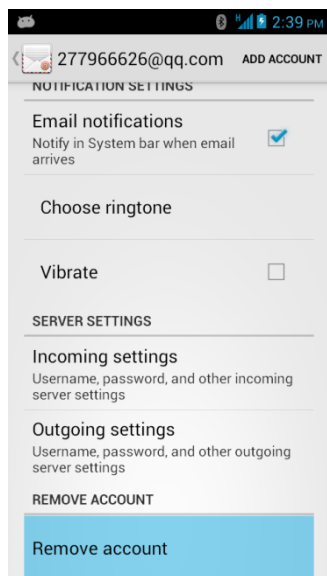 H 2:39 PM
277966626@qq.com ADD ACCOUNT
NOTIFICATION SETTINGS
Email notifications
Notify in System bar when email
arrives
Choose ringtone
Vibrate
SERVER SETTINGS
Incoming settings
Username, password, and other incoming
server settings
Outgoing settings
Username, password, and other outgoing
server settings
REMOVE ACCOUNT
Remove account